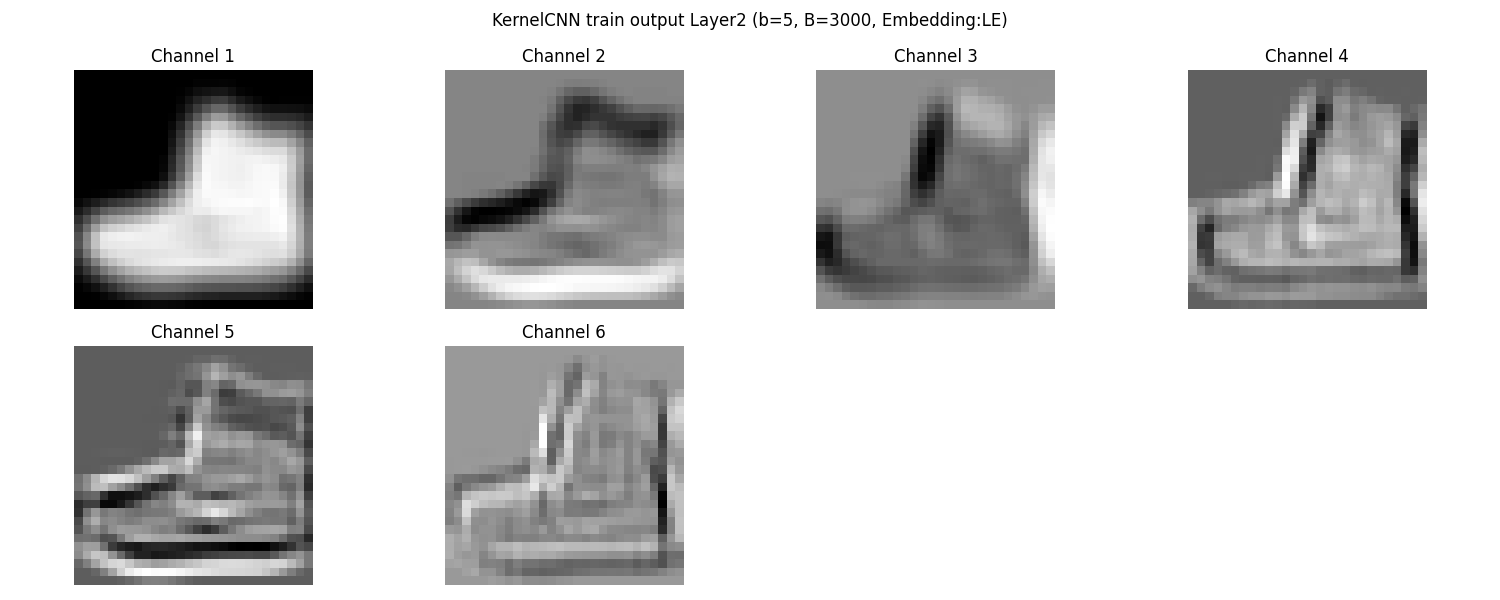 KernelCNN train output Layer2 (b=5, B=3000, Embedding:LE)
Channel 1
Channel 2
Channel 3
Channel 4
Channel 5
Channel 6